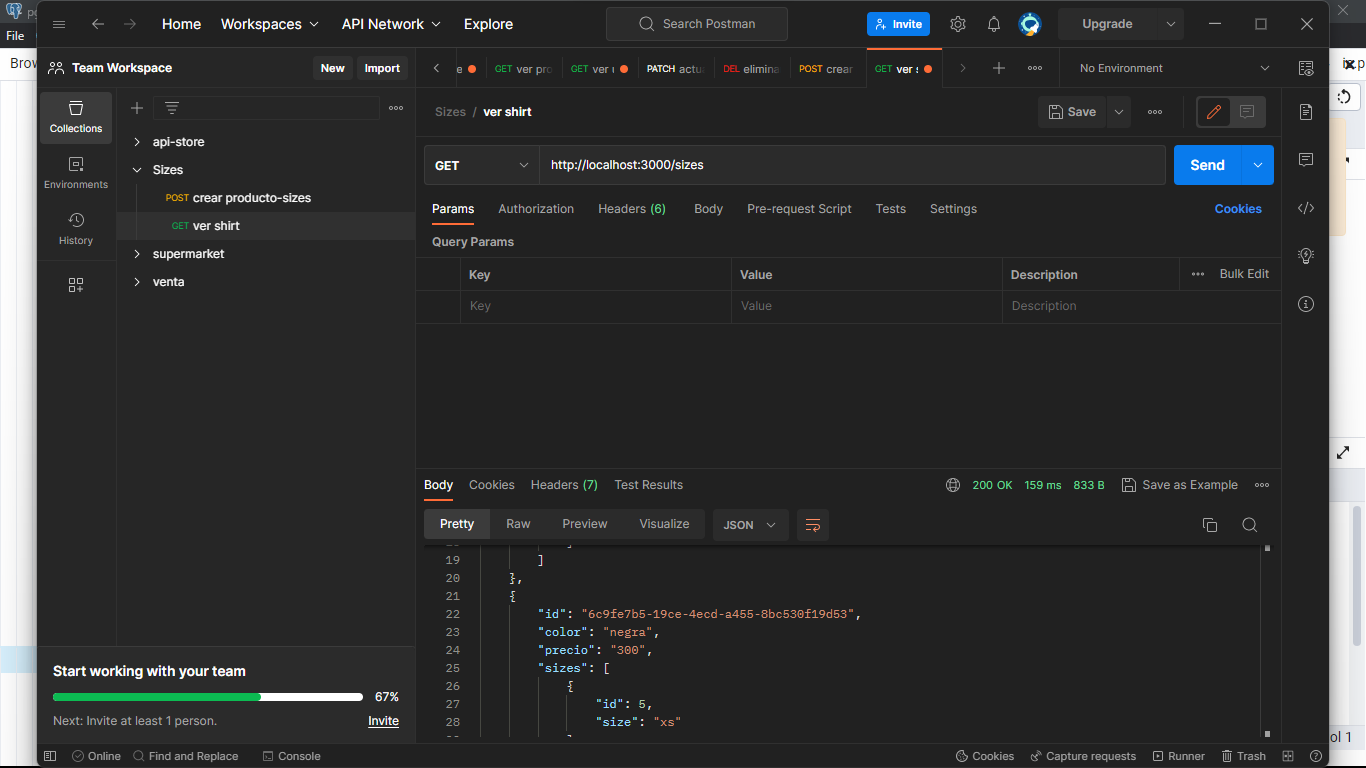 Home Workspaces API Network Explore Search Postman Invite Upgrade
File
Brow
Team Workspace New Import
e GET ver pro GET ver PATCH actu DEL elimina POST crear GET ver s No Environment
Collections
Environments
History
api-store
Sizes
POST crear producto-sizes
GET ver shirt
supermarket
venta
Sizes / ver shirt Save
GET http://localhost:3000/sizes Send
Params Authorization Headers (6) Body Pre-request Script Tests Settings Cookies
Query Params
Key Value Description Bulk Edit
Key Value Description
Body Cookies Headers (7) Test Results 200 OK 159 ms 833 B Save as Example
Pretty Raw Preview Visualize JSON
19 ]
20 },
21 {
22 "id": "6c9fe7b5-19ce-4ecd-a455-8bc530f19d53",
23 "color": "negra",
24 "precio": "300",
25 "sizes": [
26 {
27 "id": 5,
28 "size": "xs"
Start working with your team
67%
Next: Invite at least 1 person. Invite
ol 1
Online Find and Replace Console Cookies Capture requests Runner Trash